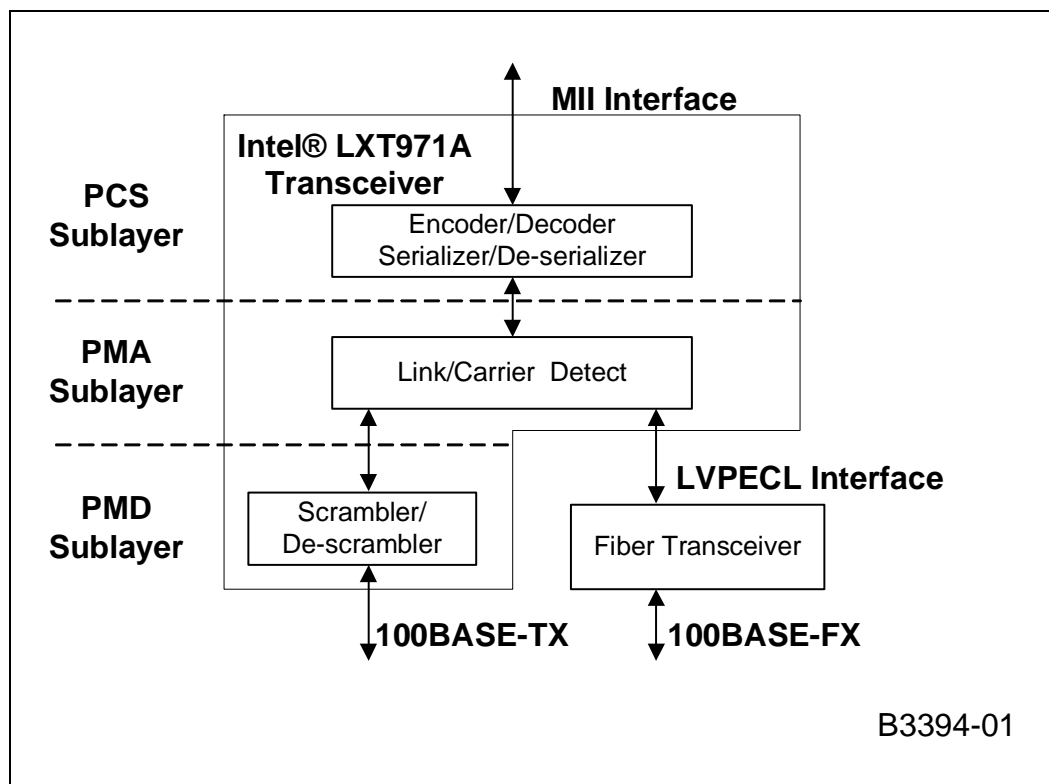 MII Interface
Intel® LXT971A
Transceiver
PCS
Sublayer
Encoder/Decoder
Serializer/De-serializer
PMA
Sublayer
Link/Carrier Detect
LVPECL Interface
PMD
Sublayer
Scrambler/
De-scrambler
Fiber Transceiver
100BASE-TX
100BASE-FX
B3394-01